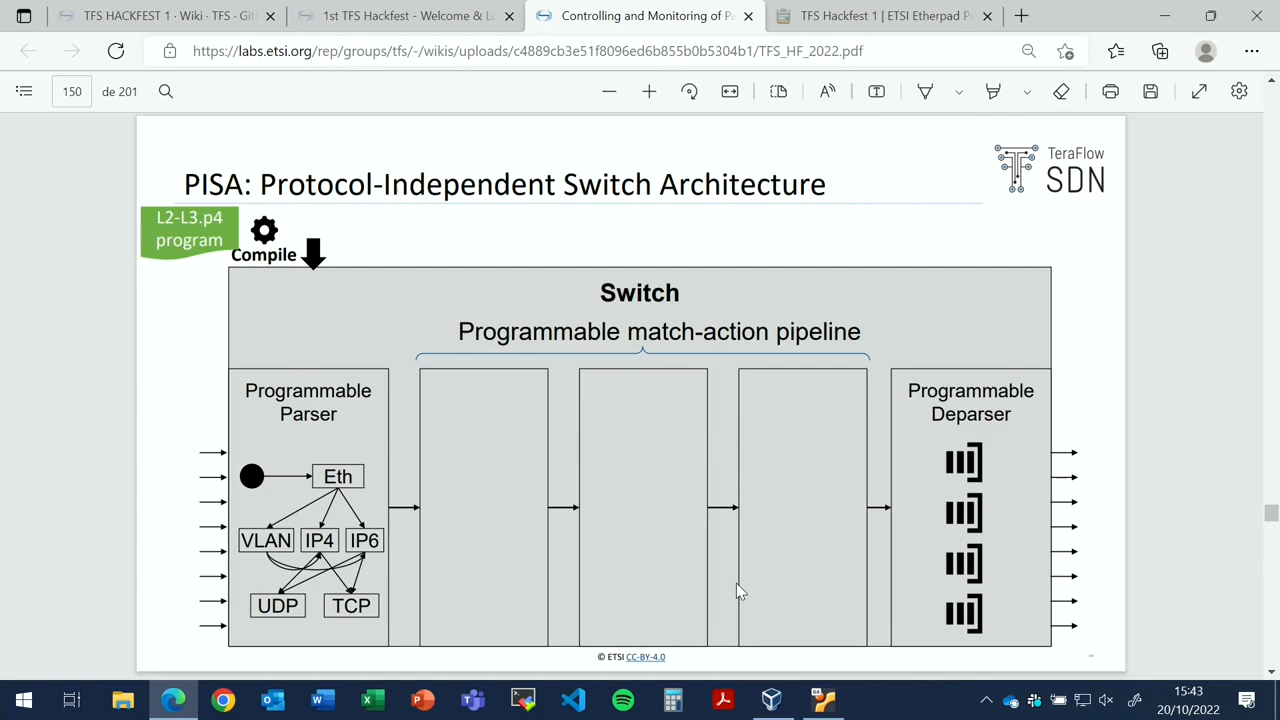 TFS HACKFEST 1 · Wiki · TFS · Git
1st TFS Hackfest - Welcome & Le
Controlling and Monitoring of Pa
TFS Hackfest 1 | ETSI Etherpad P
https://labs.etsi.org/rep/groups/tfs/-/wikis/uploads/c4889cb3e51f8096ed6b855b0b5304b1/TFS_HF_2022.pdf
150 de 201
PISA: Protocol-Independent Switch Architecture
TeraFlow
SDN
L2-L3.p4
program
Compile
Switch
Programmable match-action pipeline
Programmable
Parser
Eth
VLAN IP4 IP6
UDP TCP
Programmable
Deparser
© ETSI CC-BY-4.0
15:43
20/10/2022